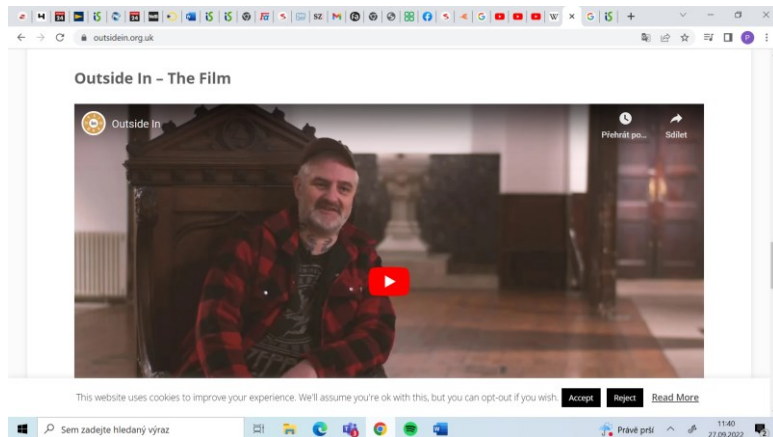 outsidein.org.uk
Outside In – The Film
Outside In
Přehrát po...
Sdílet
This website uses cookies to improve your experience. We'll assume you're ok with this, but you can opt-out if you wish.
Accept
Reject
Read More
Sem zadejte hledaný výraz
Právě prší
11:40
27.09.2022